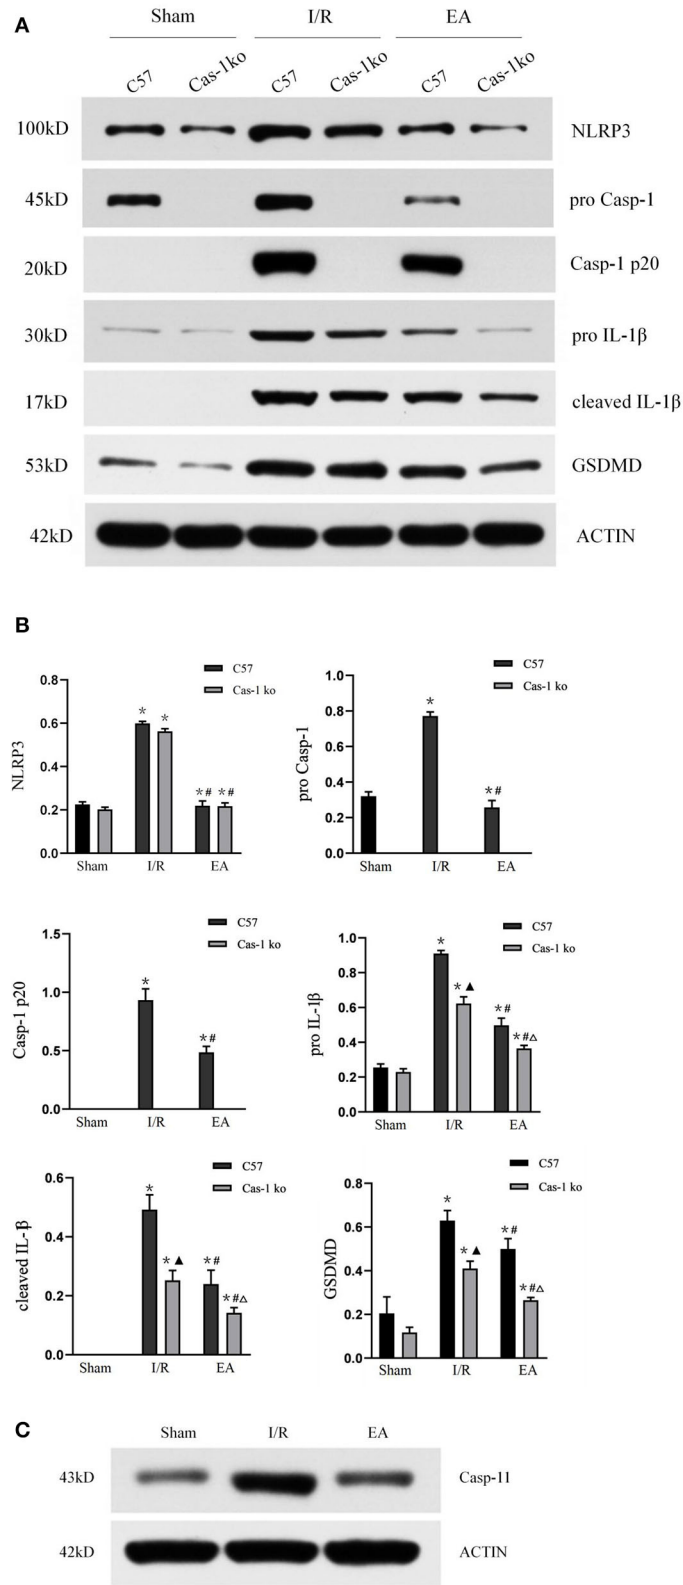 A
Sham I/R EA
C57 Cas-1ko C57 Cas-1ko C57 Cas-1ko
100kD NLRP3
45kD pro Casp-1
20kD Casp-1 p20
30kD pro IL-1β
17kD cleaved IL-1β
53kD GSDMD
42kD ACTIN
B
NLRP3
C57
Cas-1 ko
0.8
0.6
0.4
0.2
0.0
* * *# *#
Sham I/R EA
pro Casp-1
C57
Cas-1 ko
1.0
0.8
0.6
0.4
0.2
0.0
* *#
Sham I/R EA
Casp-1 p20
C57
Cas-1 ko
1.5
1.0
0.5
0.0
* *#
Sham I/R EA
pro IL-1β
C57
Cas-1 ko
1.0
0.8
0.6
0.4
0.2
0.0
* *▲ *# *#△
Sham I/R EA
cleaved IL-1β
C57
Cas-1 ko
0.6
0.4
0.2
0.0
* *▲ *# *#△
Sham I/R EA
GSDMD
C57
Cas-1 ko
0.8
0.6
0.4
0.2
0.0
* *▲ *# *#△
Sham I/R EA
C
Sham I/R EA
43kD Casp-11
42kD ACTIN